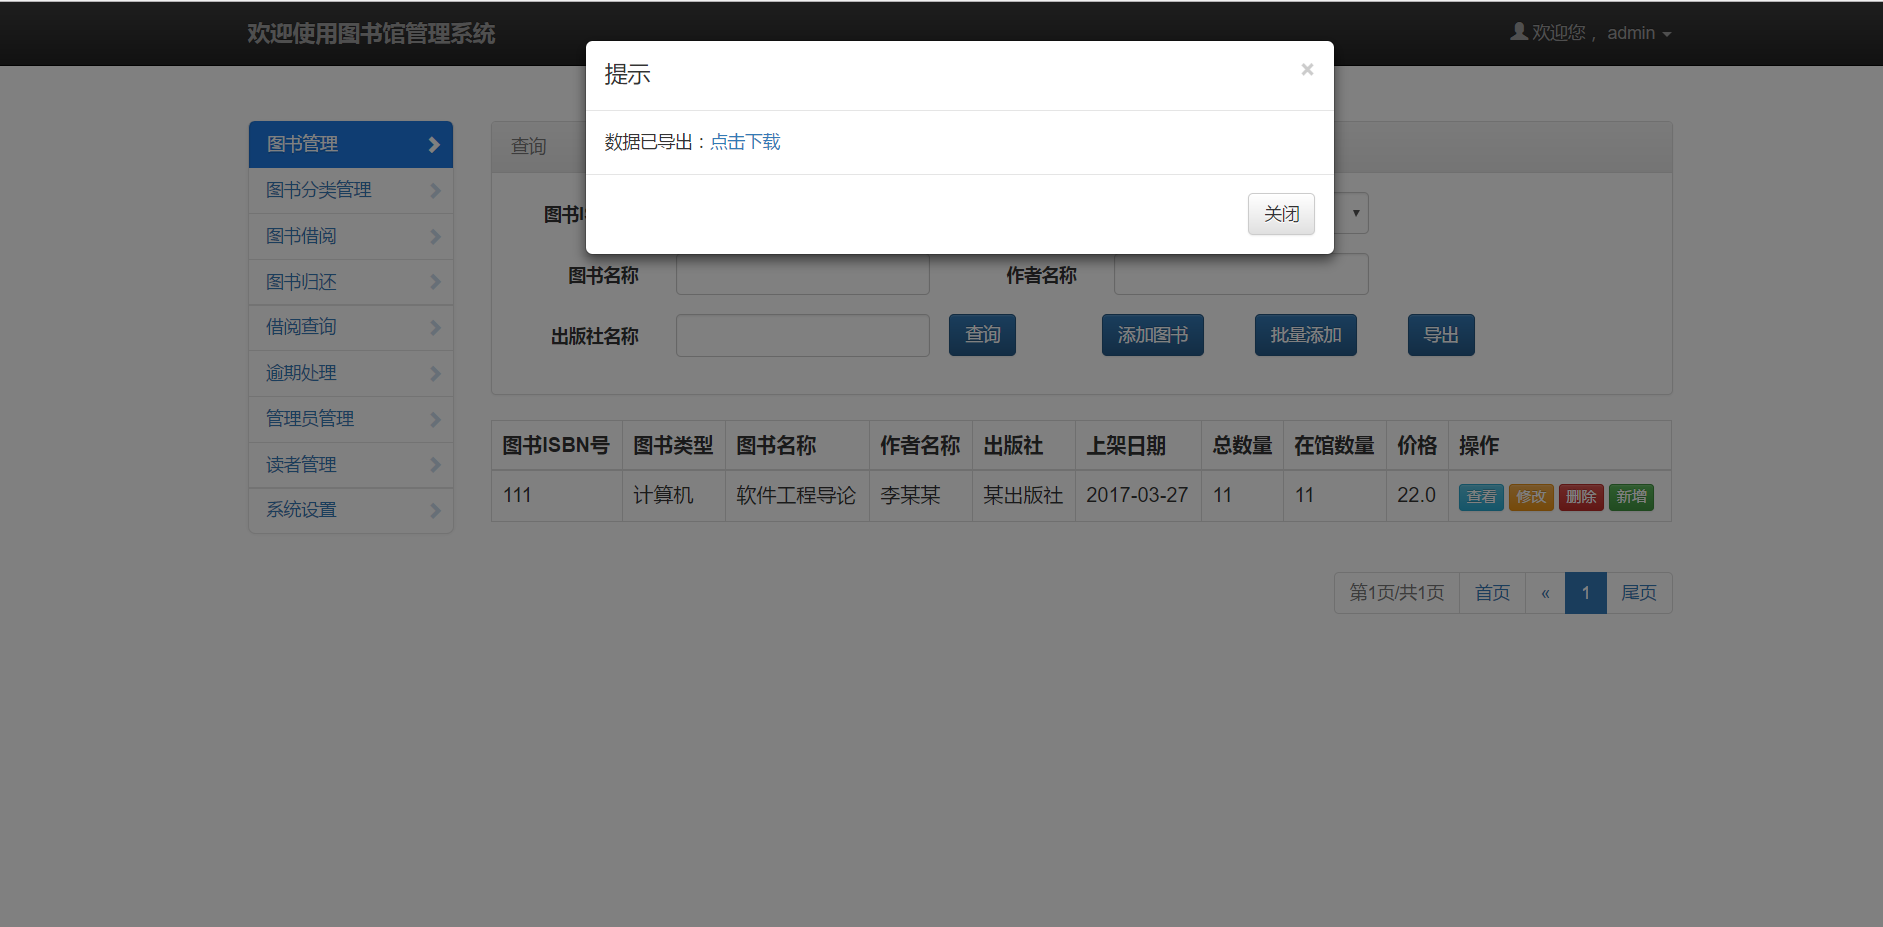 欢迎使用图书馆管理系统
欢迎您， admin
提示
×
数据已导出：点击下载
关闭
图书管理
图书分类管理
图书借阅
图书归还
借阅查询
逾期处理
管理员管理
读者管理
系统设置
查询
图书I
图书名称
作者名称
出版社名称
查询
添加图书
批量添加
导出
图书ISBN号 图书类型 图书名称 作者名称 出版社 上架日期 总数量 在馆数量 价格 操作
111 计算机 软件工程导论 李某某 某出版社 2017-03-27 11 11 22.0 查看 修改 删除 新增
第1页/共1页 首页 « 1 尾页